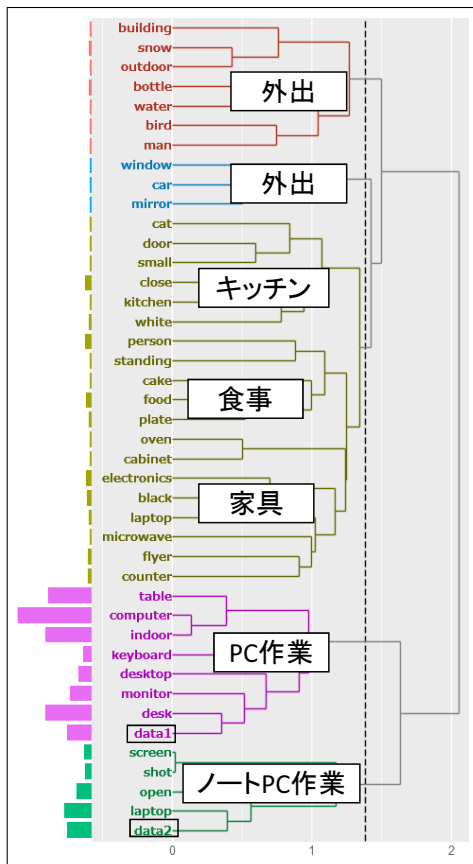 building
snow
outdoor
bottle
外出
water
bird
man
window
car
外出
mirror
cat
door
small
close
キッチン
kitchen
white
person
standing
cake
food
食事
plate
oven
cabinet
electronics
black
家具
laptop
microwave
flyer
counter
table
computer
indoor
keyboard
PC作業
desktop
monitor
desk
data1
screen
shot
open
ノートPC作業
laptop
data2
0 1 2